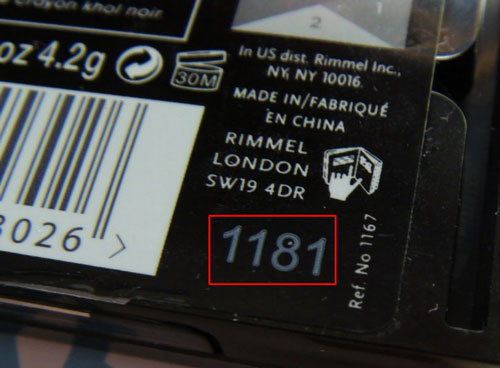 crayon khol noir
2
oz 4.2g
30M
In US dist. Rimmel Inc.,
NY, NY 10016.
MADE IN/FABRIQUÉ
EN CHINA
RIMMEL
LONDON
SW19 4DR
8026 >
1181
Ref. No 1167